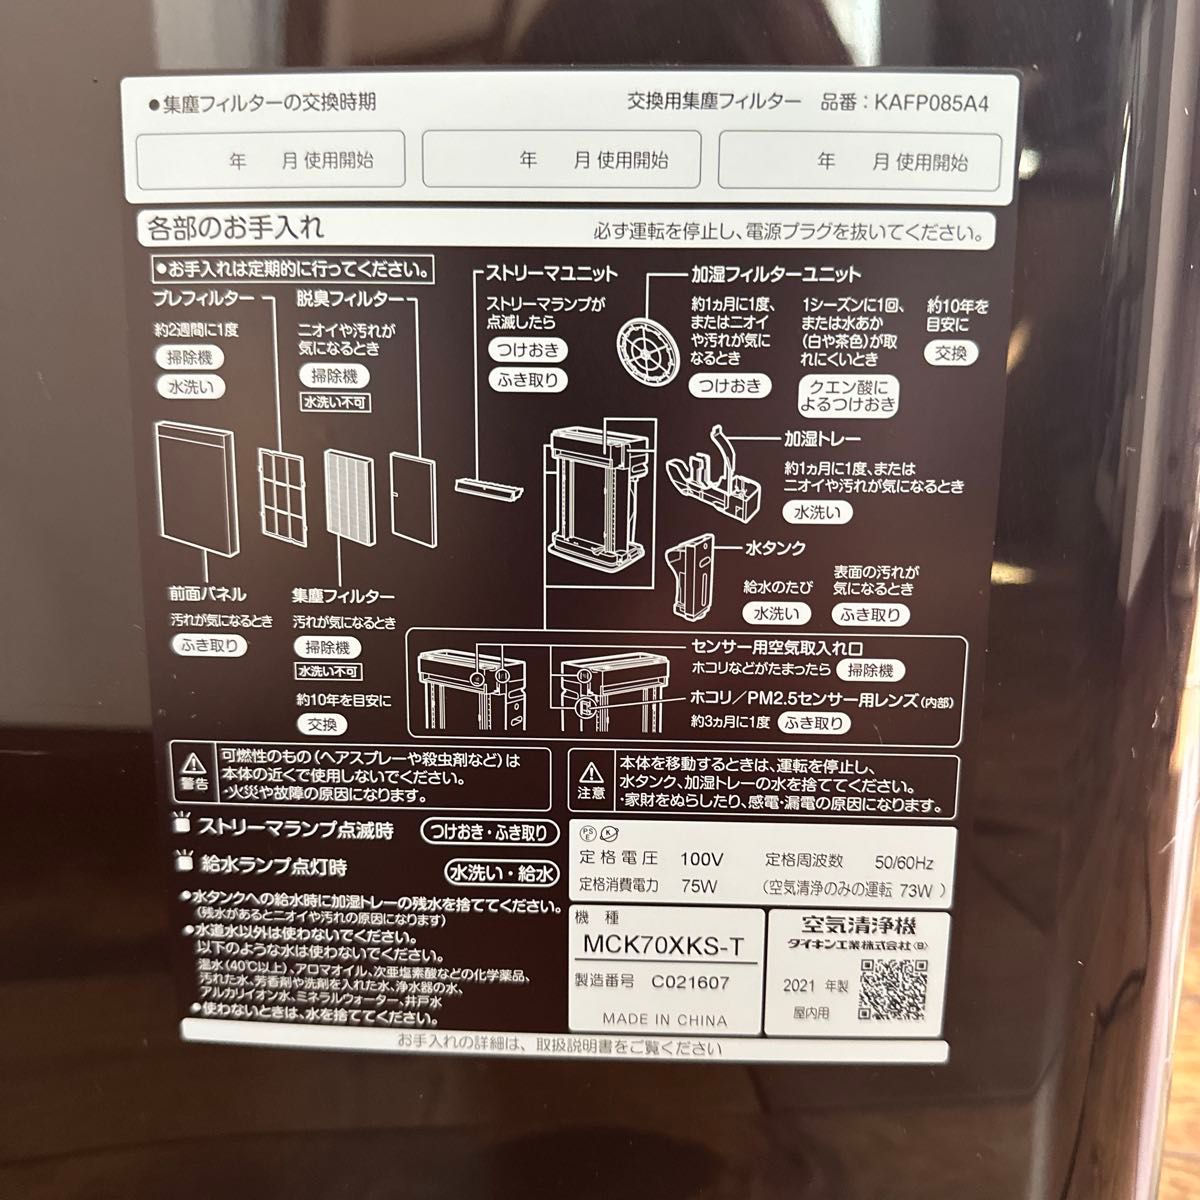 ●集塵フィルターの交換時期
交換用集塵フィルター 品番：KAFP085A4
年 月 使用開始
年 月 使用開始
年 月 使用開始
各部のお手入れ
必ず運転を停止し、電源プラグを抜いてください。
●お手入れは定期的に行ってください。
プレフィルター
約2週間に1度
掃除機
水洗い
脱臭フィルター
ニオイや汚れが
気になるとき
掃除機
水洗い不可
ストリーマユニット
ストリーマランプが
点滅したら
つけおき
ふき取り
加湿フィルターユニット
約1ヵ月に1度、
またはニオイ
や汚れが気に
なるとき
つけおき
1シーズンに1回、
または水あか
(白や茶色)が取
れにくいとき
クエン酸に
よるつけおき
約10年を
目安に
交換
加湿トレー
約1ヵ月に1度、または
ニオイや汚れが気になるとき
水洗い
水タンク
給水のたび
水洗い
表面の汚れが
気になるとき
ふき取り
前面パネル
汚れが気になるとき
ふき取り
集塵フィルター
汚れが気になるとき
掃除機
水洗い不可
約10年を目安に
交換
センサー用空気取入れ口
ホコリなどがたまったら 掃除機
ホコリ／PM2.5センサー用レンズ(内部)
約3ヵ月に1度 ふき取り
警告
可燃性のもの(ヘアスプレーや殺虫剤など)は
本体の近くで使用しないでください。
・火災や故障の原因になります。
注意
本体を移動するときは、運転を停止し、
水タンク、加湿トレーの水を捨ててください。
・家財をぬらしたり、感電・漏電の原因になります。
ストリーマランプ点滅時 つけおき・ふき取り
給水ランプ点灯時 水洗い・給水
●水タンクへの給水時に加湿トレーの残水を捨ててください。
(残水があるとニオイや汚れの原因になります)
●水道水以外は使わないでください。
以下のような水は使わないでください。
温水(40℃以上)、アロマオイル、次亜塩素酸などの化学薬品、
汚れた水、芳香剤や洗剤を入れた水、浄水器の水、
アルカリイオン水、ミネラルウォーター、井戸水
●使わないときは、水を捨ててください。
PSE
定格電圧 100V 定格周波数 50/60Hz
定格消費電力 75W (空気清浄のみの運転 73W)
機種
MCK70XKS-T
製造番号 C021607
MADE IN CHINA
空気清浄機
ダイキン工業株式会社〈B〉
2021 年製
屋内用
お手入れの詳細は、取扱説明書をご覧ください